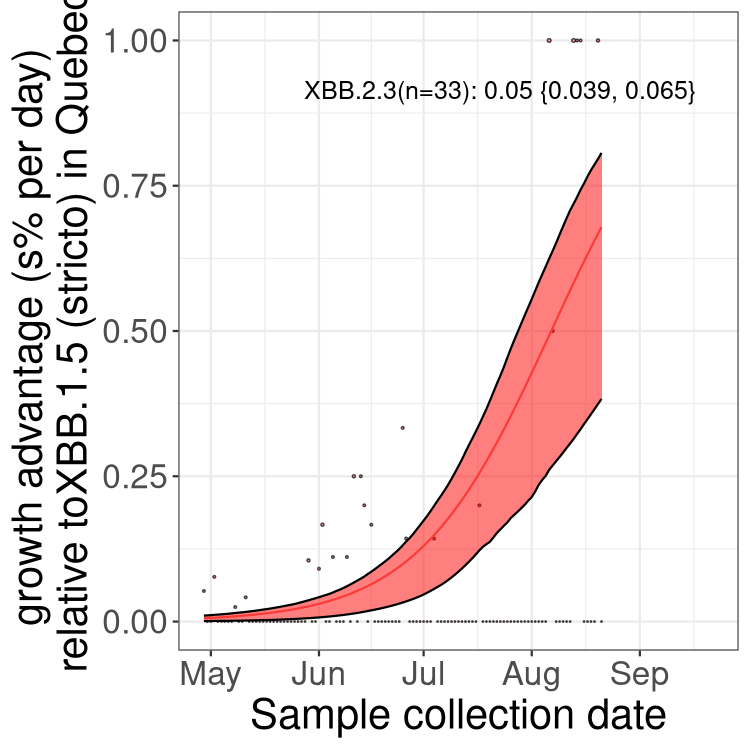 growth advantage (s% per day)
relative toXBB.1.5 (stricto) in Quebec
1.00
XBB.2.3(n=33): 0.05 {0.039, 0.065}
0.75
0.50
0.25
0.00
May Jun Jul Aug Sep
Sample collection date